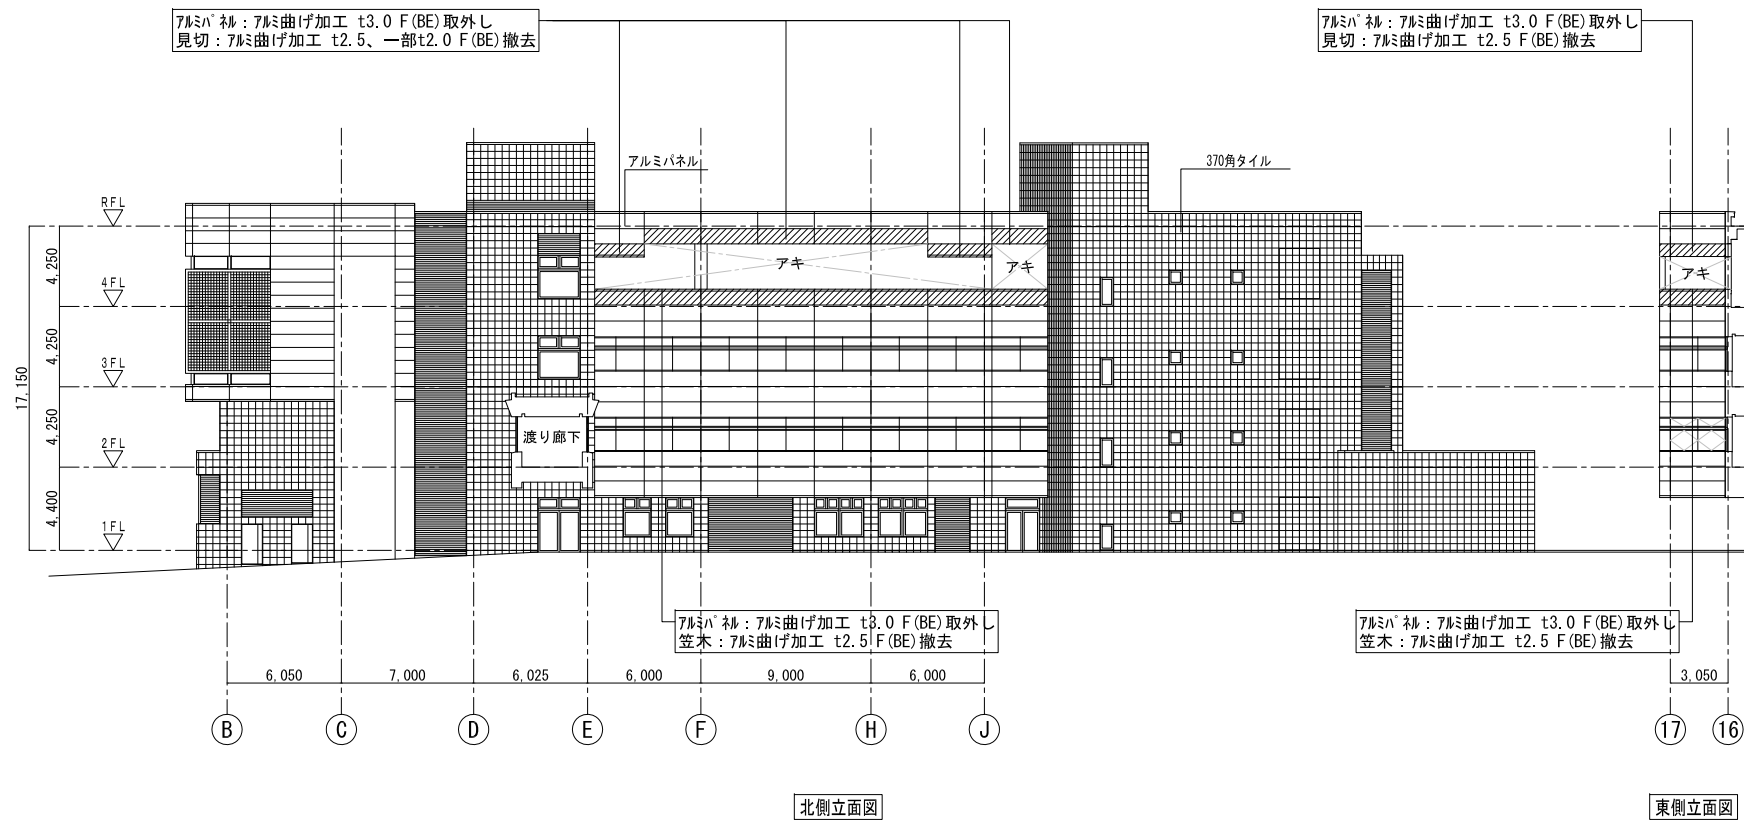 ｱﾙﾐﾊﾟﾈﾙ：ｱﾙﾐ曲げ加工 t3.0 F(BE)取外し
見切：ｱﾙﾐ曲げ加工 t2.5、一部t2.0 F(BE)撤去
ｱﾙﾐﾊﾟﾈﾙ：ｱﾙﾐ曲げ加工 t3.0 F(BE)取外し
見切：ｱﾙﾐ曲げ加工 t2.5 F(BE)撤去
アルミパネル
370角タイル
RFL
4FL
3FL
2FL
1FL
17,150
4,250
4,250
4,250
4,400
アキ
アキ
アキ
渡り廊下
ｱﾙﾐﾊﾟﾈﾙ：ｱﾙﾐ曲げ加工 t3.0 F(BE)取外し
笠木：ｱﾙﾐ曲げ加工 t2.5 F(BE)撤去
ｱﾙﾐﾊﾟﾈﾙ：ｱﾙﾐ曲げ加工 t3.0 F(BE)取外し
笠木：ｱﾙﾐ曲げ加工 t2.5 F(BE)撤去
6,050
7,000
6,025
6,000
9,000
6,000
3,050
B
C
D
E
F
H
J
17
16
北側立面図
東側立面図